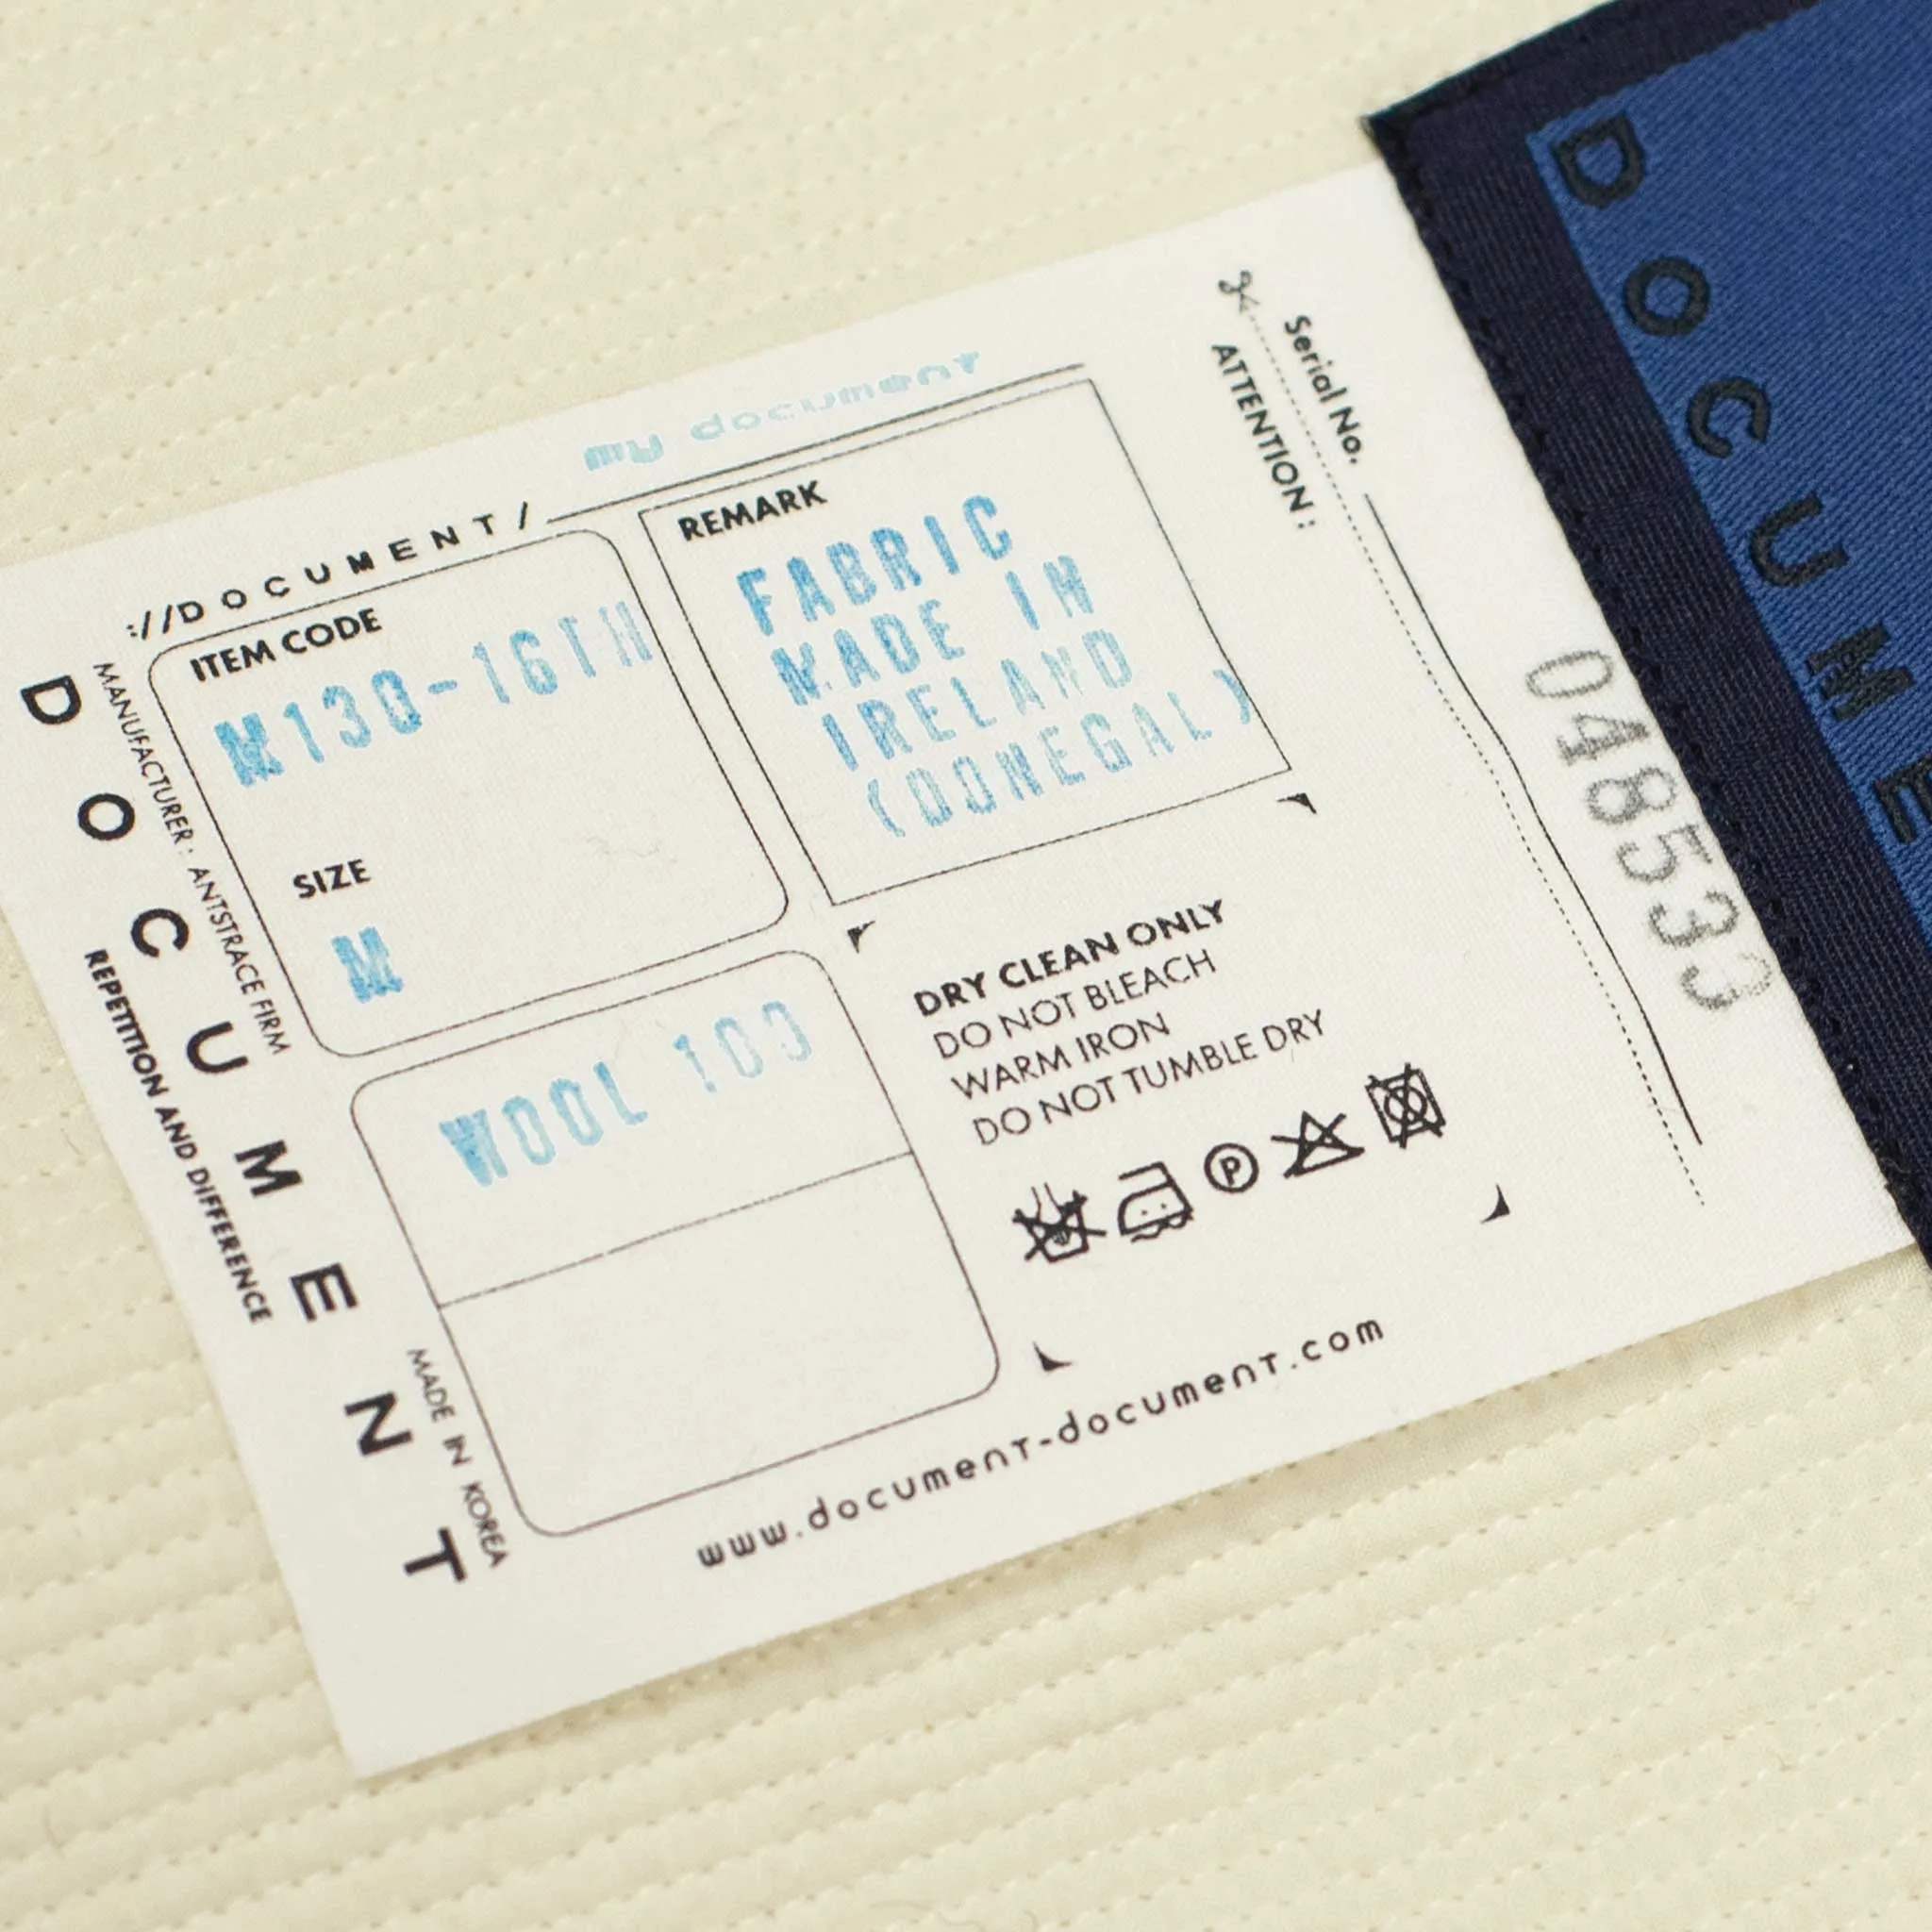 my document
://DOCUMENT/
ITEM CODE
M130-16TH
SIZE
M
REMARK
FABRIC
MADE IN
IRELAND
(DONEGAL)
WOOL 100
DRY CLEAN ONLY
DO NOT BLEACH
WARM IRON
DO NOT TUMBLE DRY
P
www.document-document.com
DOCUMENT
MANUFACTURER : ANTSTRACE FIRM
REPETITION AND DIFFERENCE
MADE IN KOREA
ATTENTION :
Serial No.
048533
DOCUME